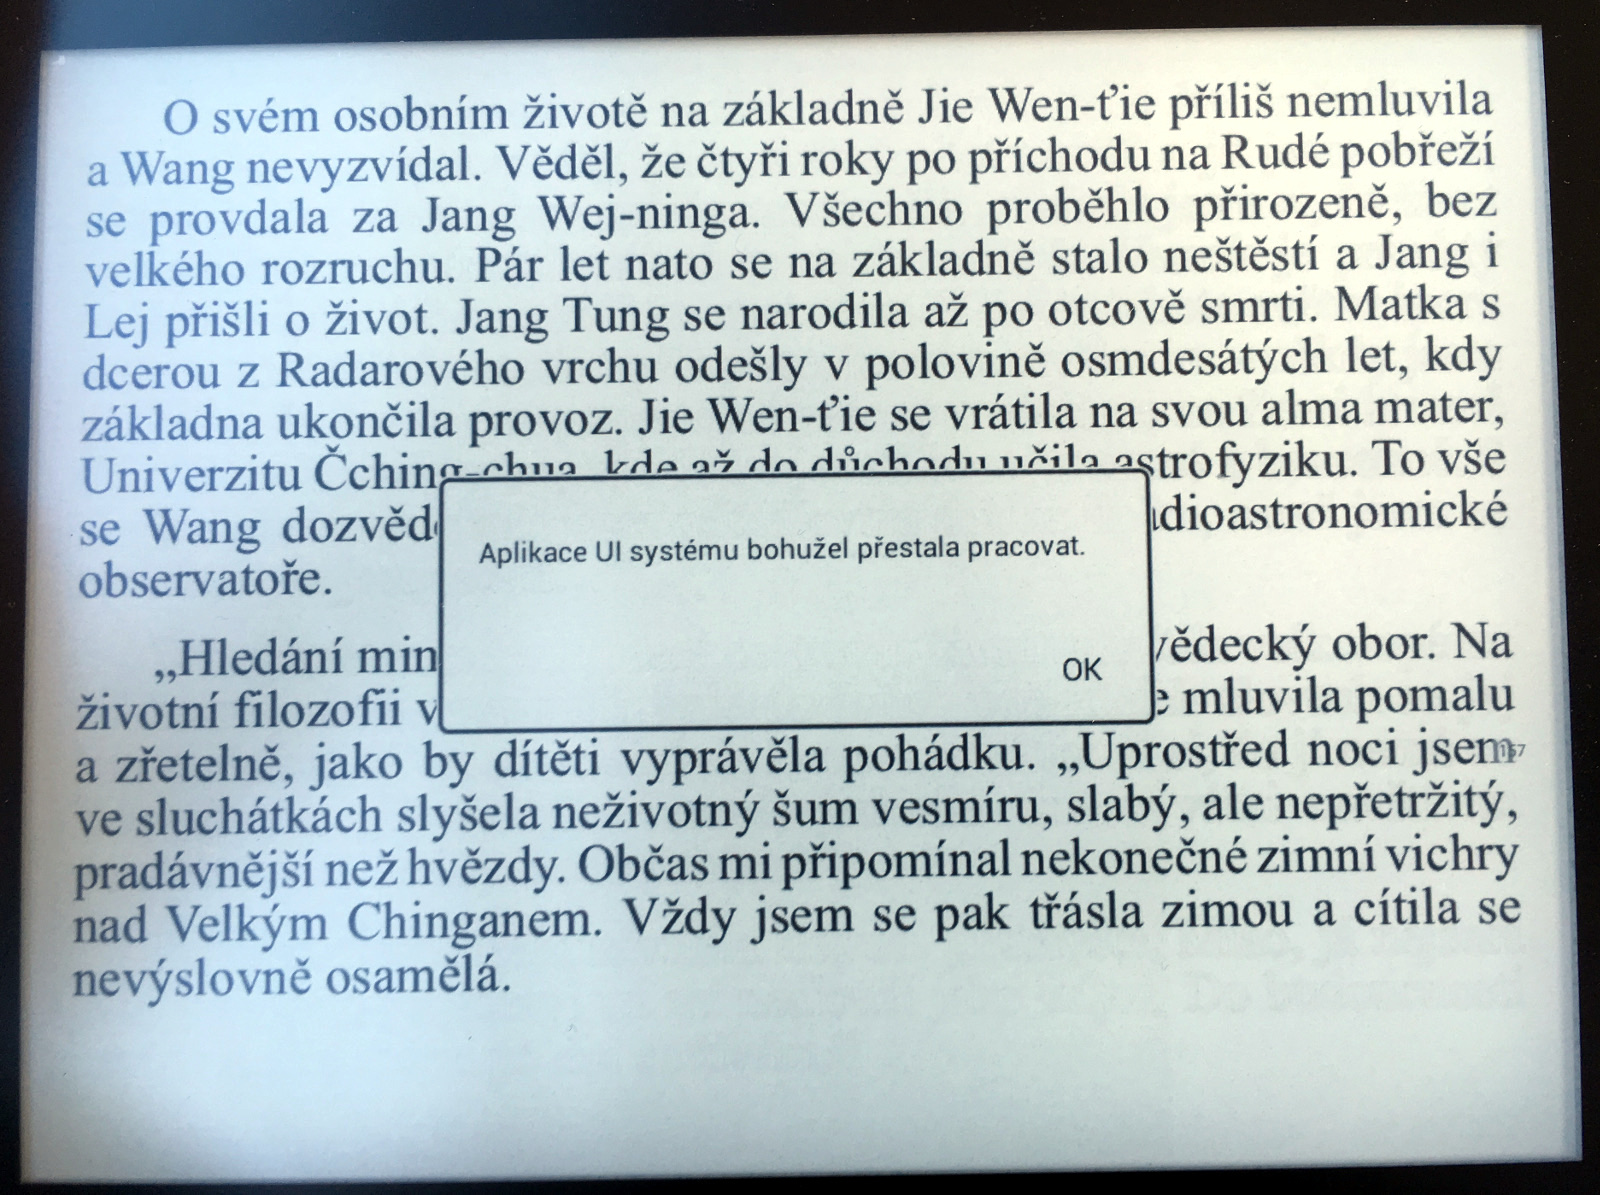 O svém osobním životě na základně Jie Wen-ťie příliš nemluvila
a Wang nevyzvídal. Věděl, že čtyři roky po příchodu na Rudé pobřeží
se provdala za Jang Wej-ninga. Všechno proběhlo přirozeně, bez
velkého rozruchu. Pár let nato se na základně stalo neštěstí a Jang i
Lej přišli o život. Jang Tung se narodila až po otcově smrti. Matka s
dcerou z Radarového vrchu odešly v polovině osmdesátých let, kdy
základna ukončila provoz. Jie Wen-ťie se vrátila na svou alma mater,
Univerzitu Čching-chua, kde až do důchodu učila astrofyziku. To vše
se Wang dozvěd dioastronomické
observatoře.
Aplikace UI systému bohužel přestala pracovat.
OK
„Hledání min vědecký obor. Na
životní filozofii v mluvila pomalu
a zřetelně, jako by dítěti vyprávěla pohádku. „Uprostřed noci jsem
ve sluchátkách slyšela neživotný šum vesmíru, slabý, ale nepřetržitý,
pradávnější než hvězdy. Občas mi připomínal nekonečné zimní vichry
nad Velkým Chinganem. Vždy jsem se pak třásla zimou a cítila se
nevýslovně osamělá.